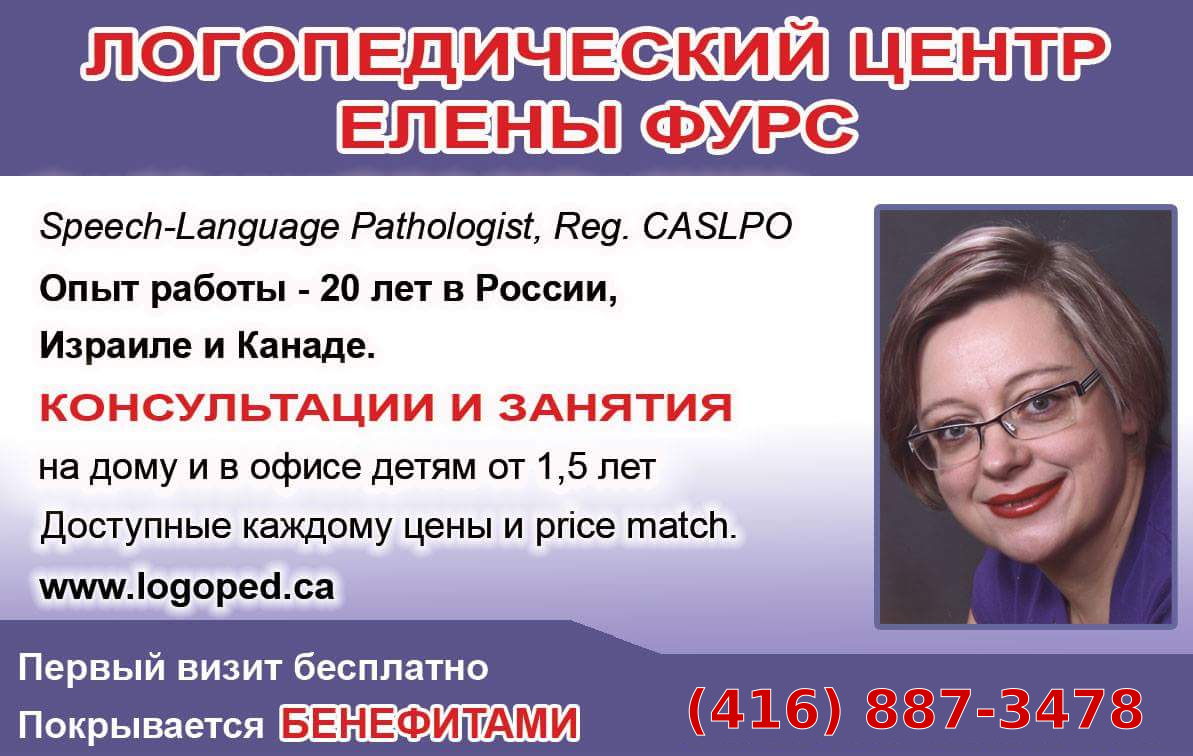 ЛОГОПЕДИЧЕСКИЙ ЦЕНТР
ЕЛЕНЫ ФУРС
Speech-Language Pathologist, Reg. CASLPO
Опыт работы - 20 лет в России,
Израиле и Канаде.
КОНСУЛЬТАЦИИ И ЗАНЯТИЯ
на дому и в офисе детям от 1,5 лет
Доступные каждому цены и price match.
www.logoped.ca
Первый визит бесплатно
Покрывается БЕНЕФИТАМИ
(416) 887-3478